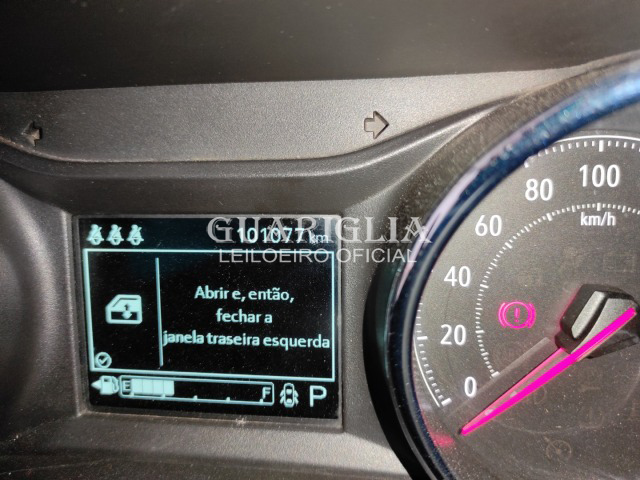 GUARIGLIA
LEILOEIRO OFICIAL
101077 km
Abrir e, então,
fechar a
janela traseira esquerda
E
F
P
0
20
40
60
80
100
km/h